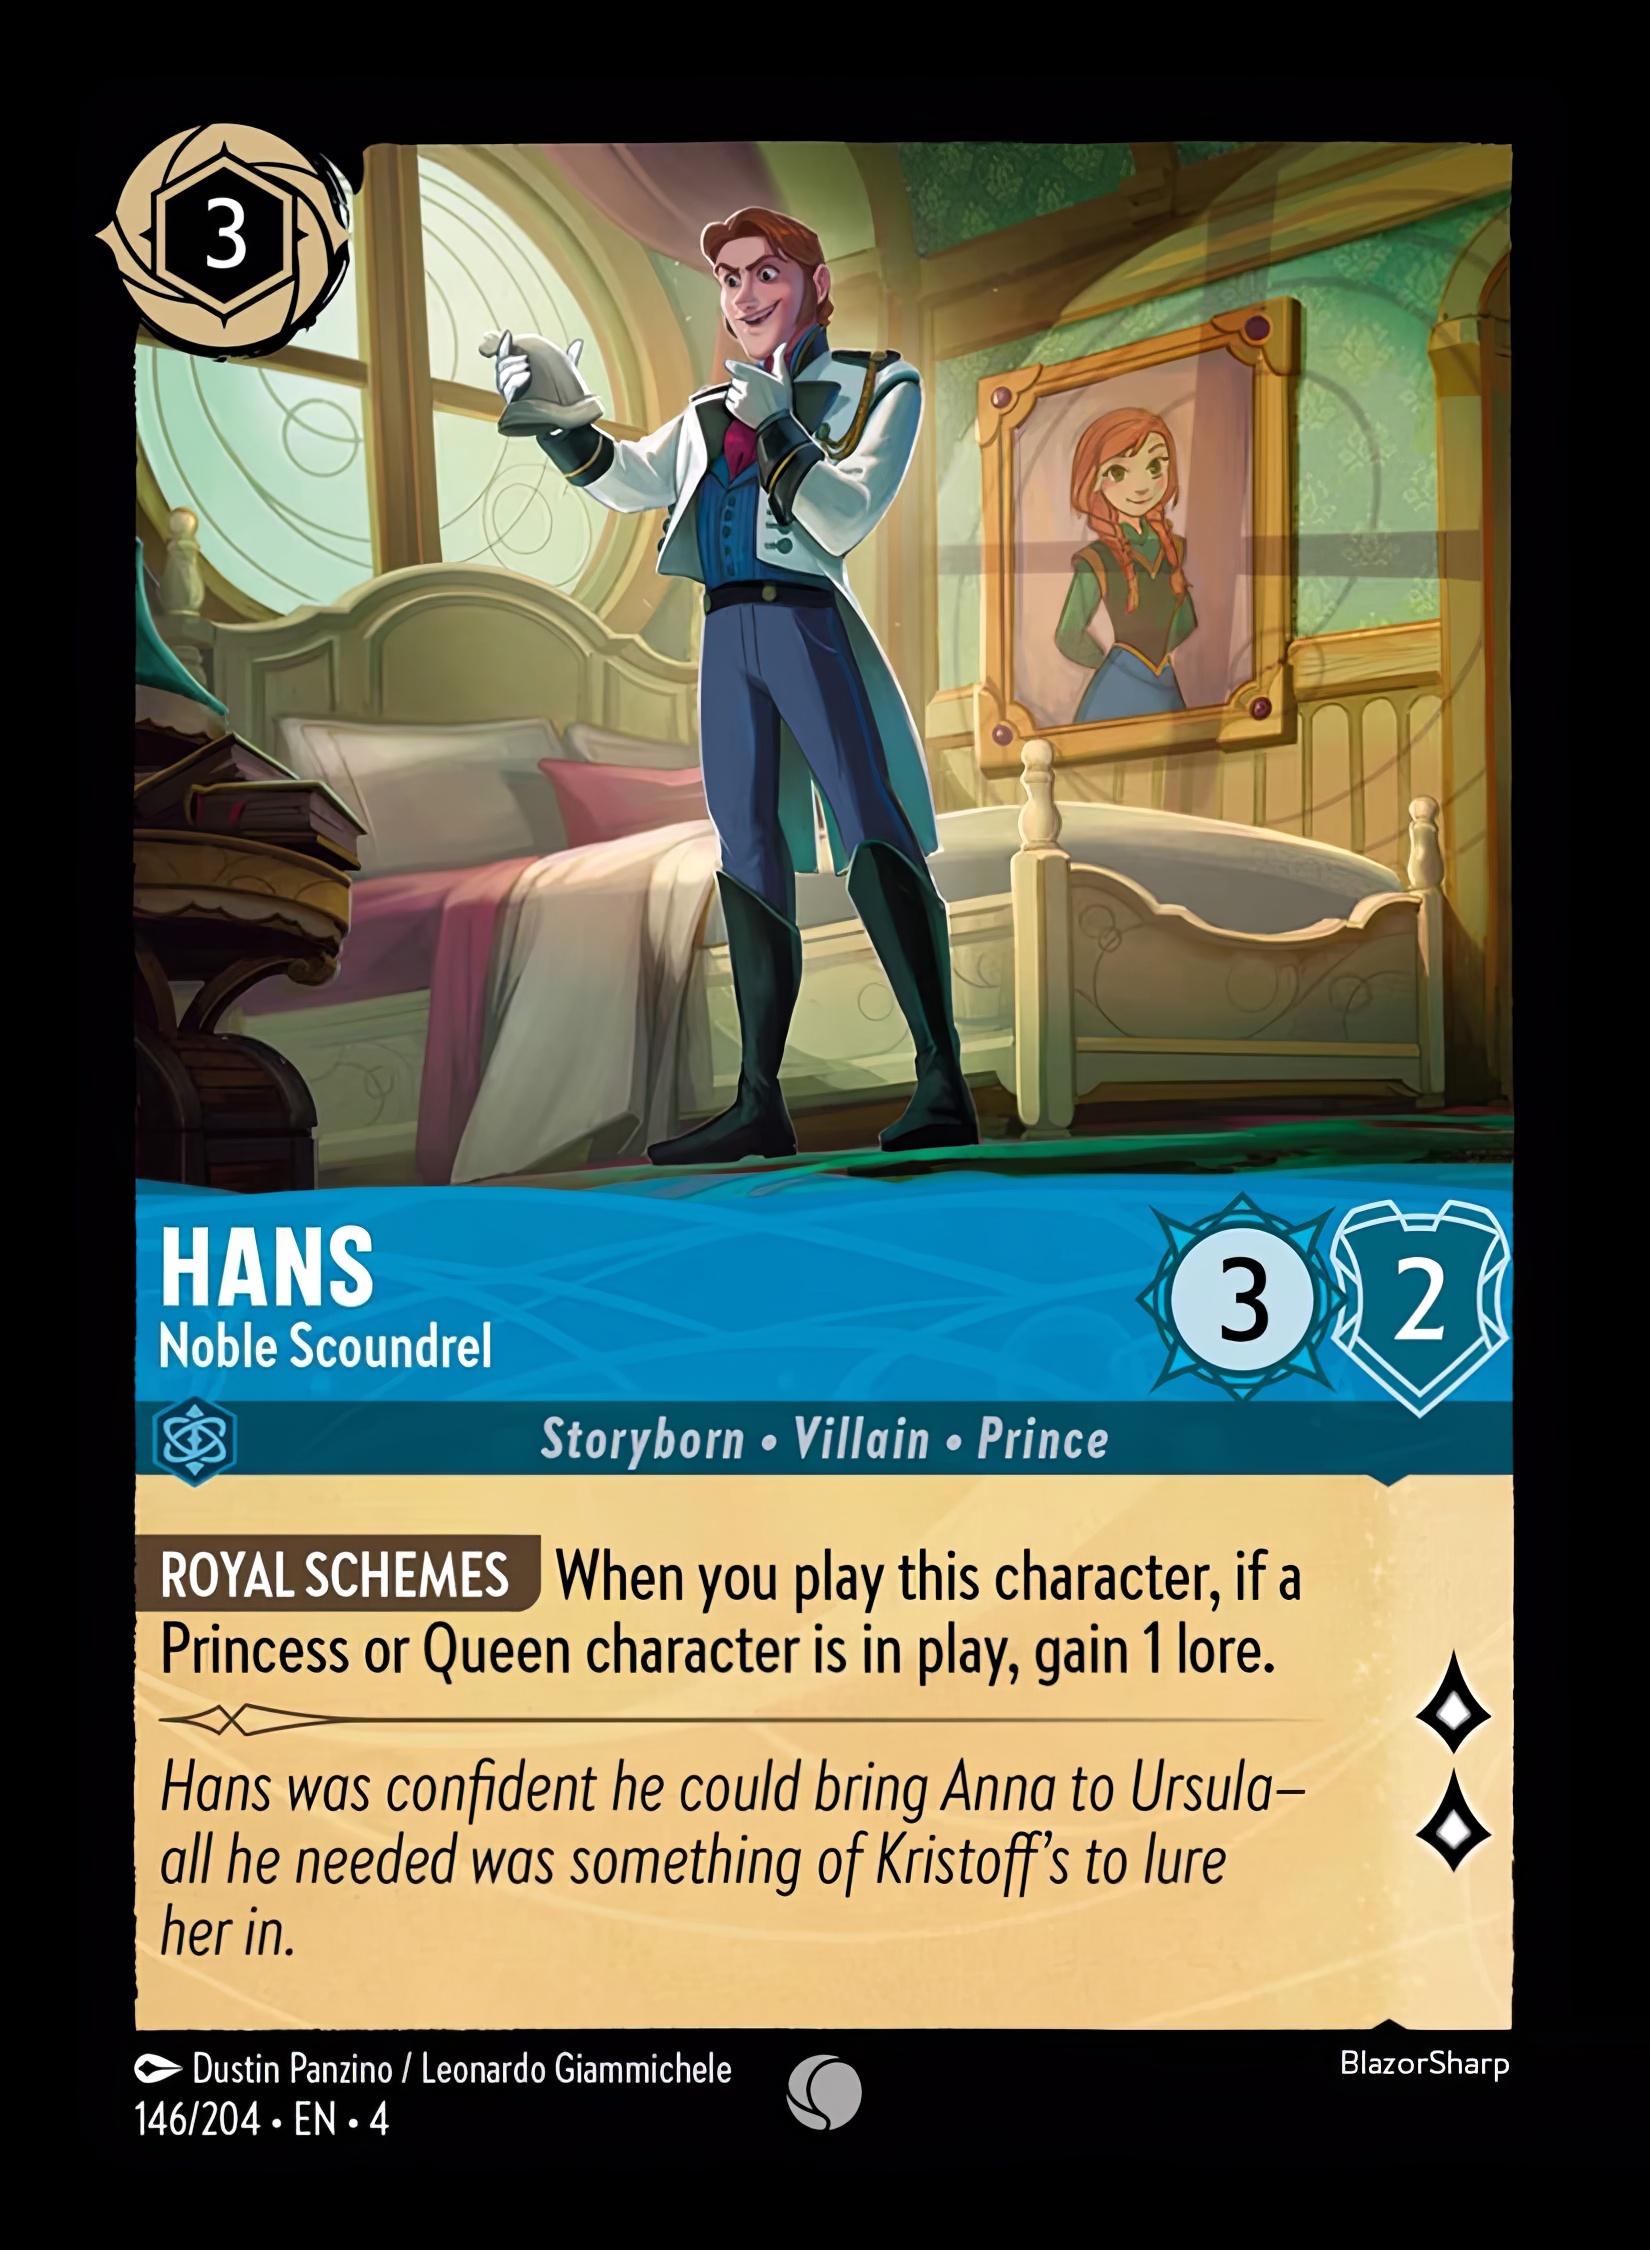 3
HANS
Noble Scoundrel
3
2
Storyborn • Villain • Prince
ROYAL SCHEMES When you play this character, if a
Princess or Queen character is in play, gain 1 lore.
Hans was confident he could bring Anna to Ursula–
all he needed was something of Kristoff's to lure
her in.
Dustin Panzino / Leonardo Giammichele
146/204 • EN • 4
BlazorSharp